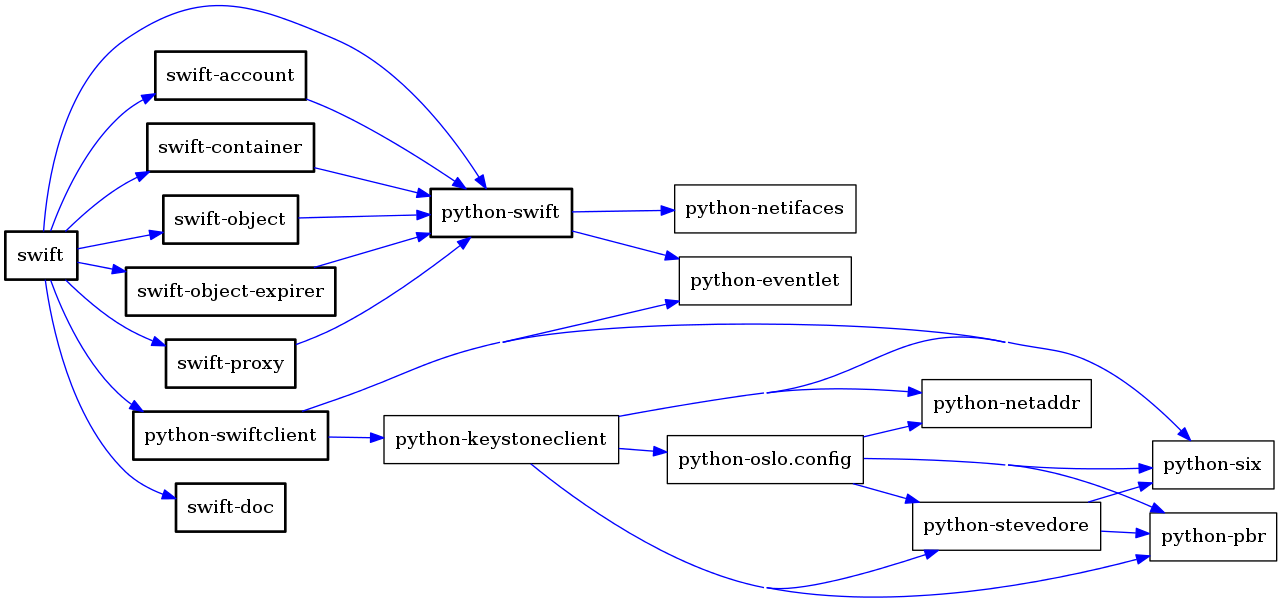 swift-account
swift-container
swift-object
swift
swift-object-expirer
swift-proxy
python-swiftclient
swift-doc
python-swift
python-netifaces
python-eventlet
python-keystoneclient
python-oslo.config
python-netaddr
python-stevedore
python-six
python-pbr